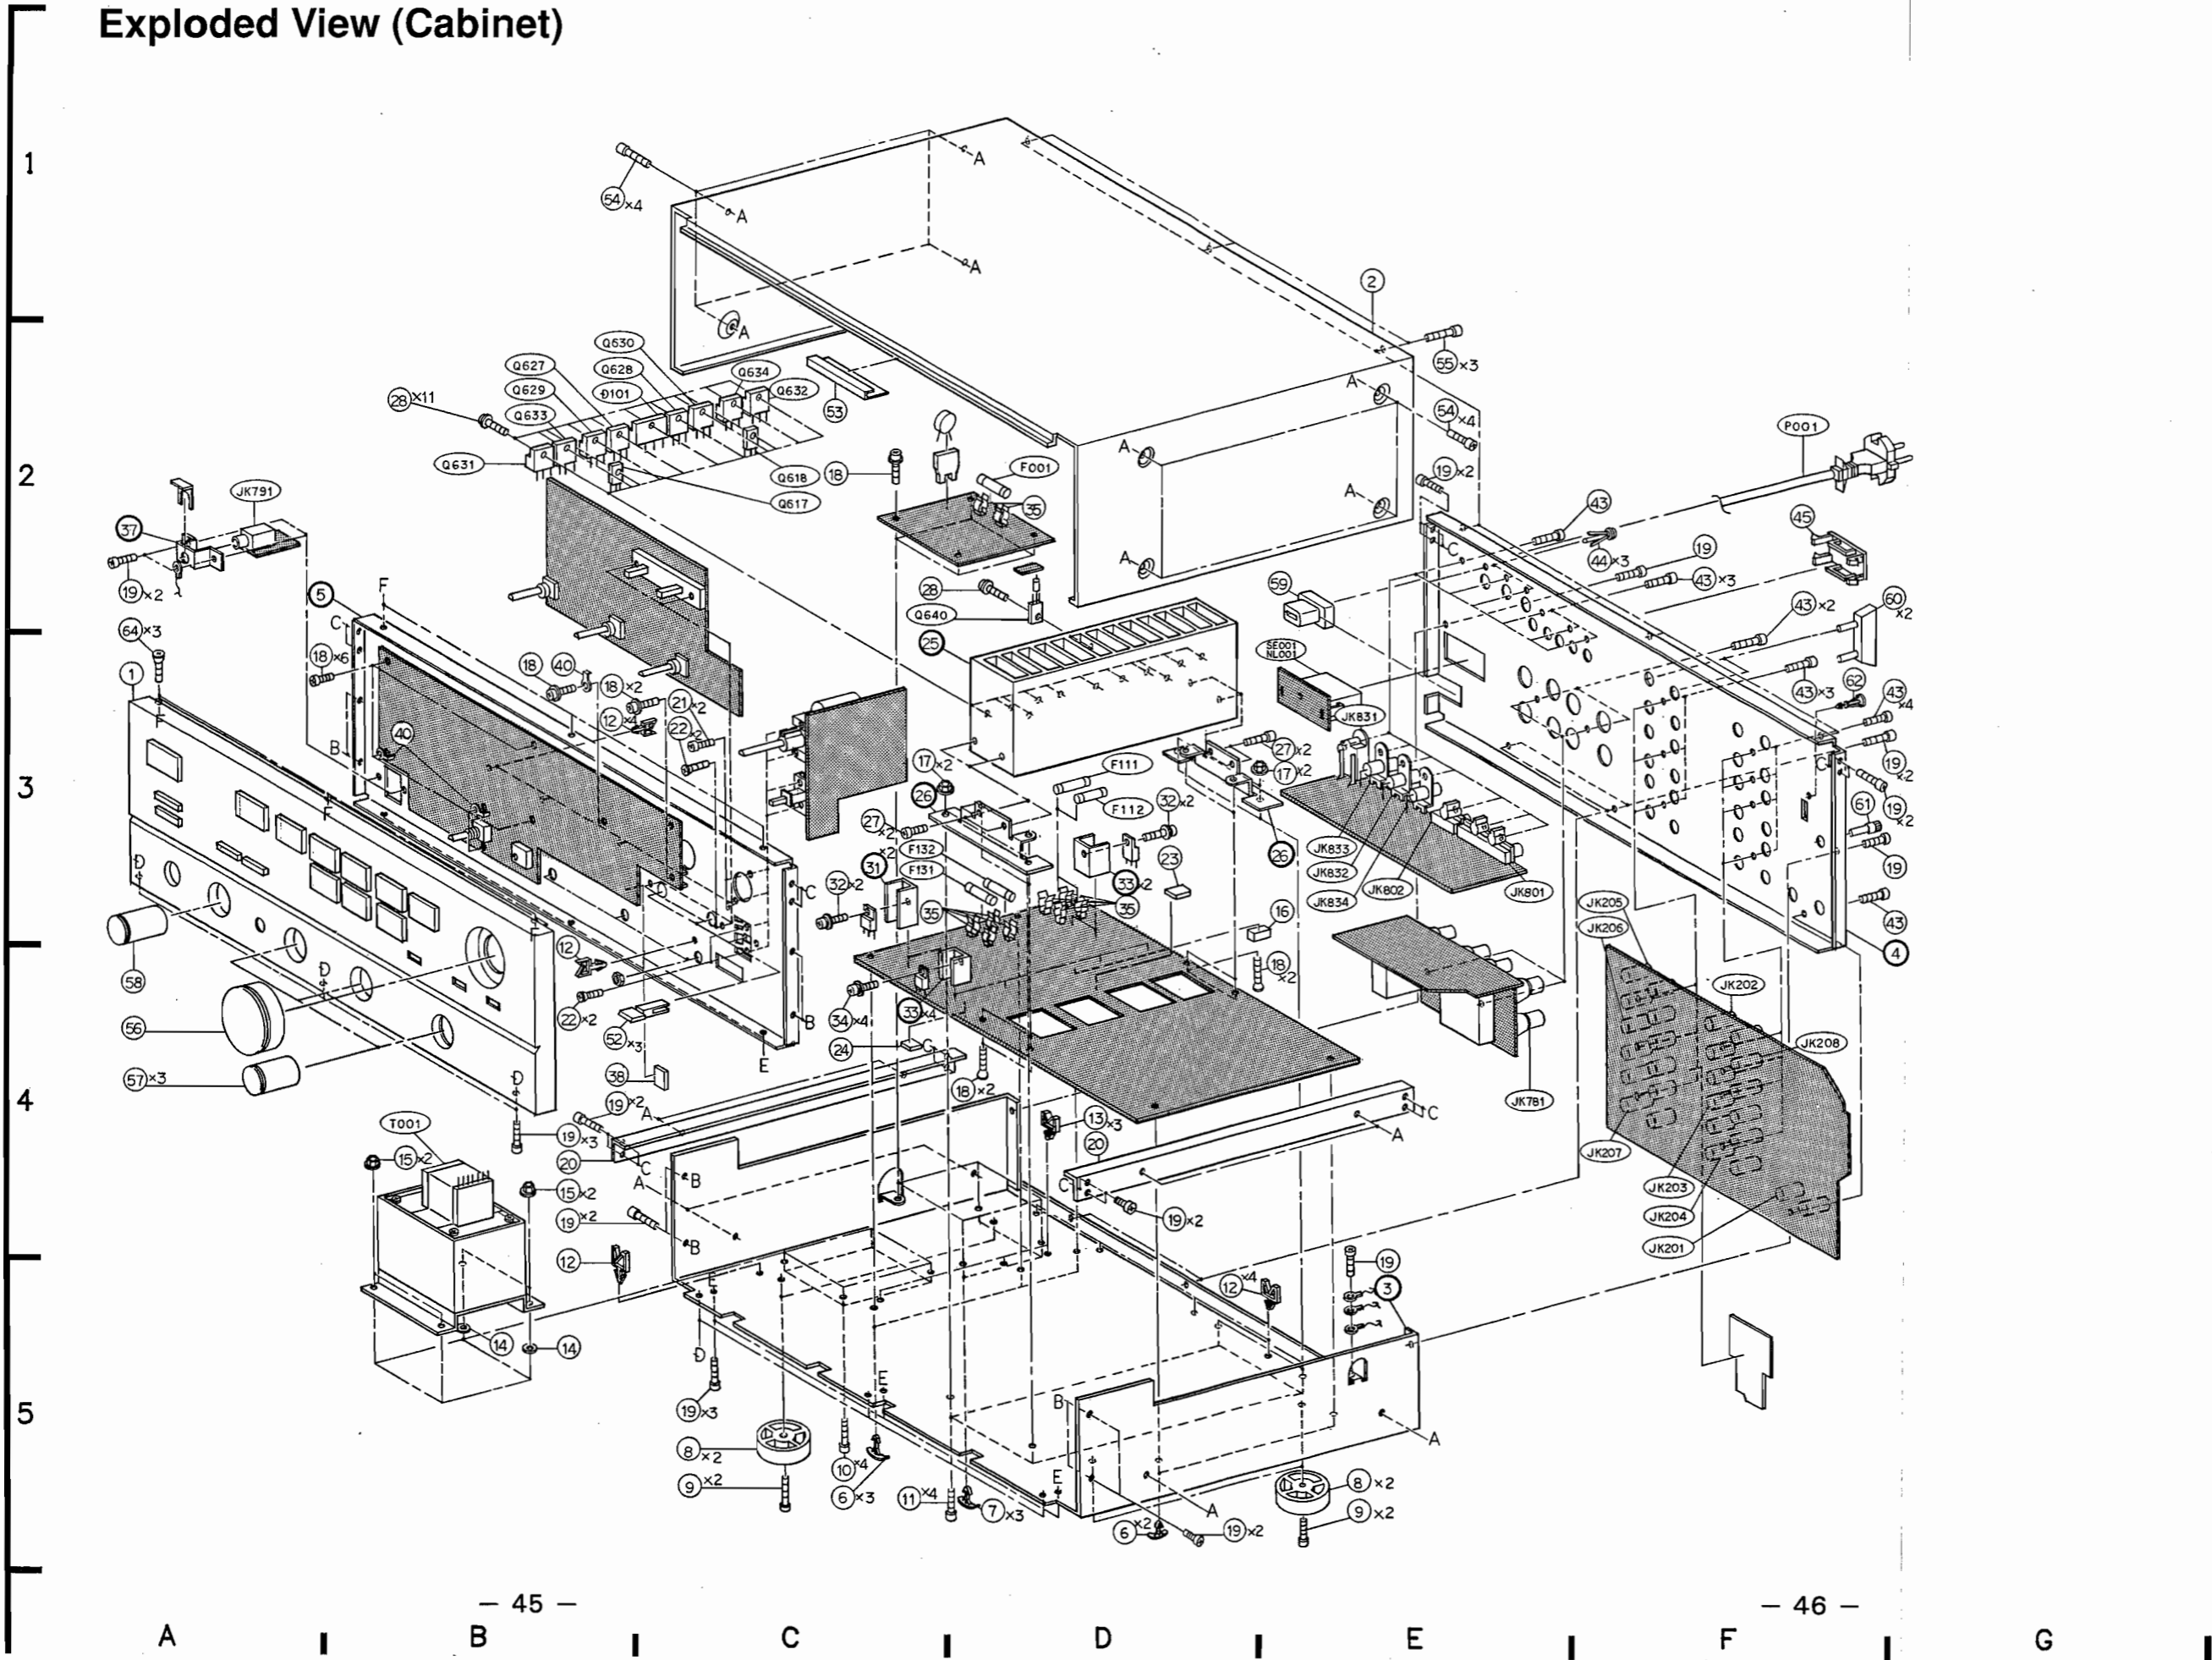 Exploded View (Cabinet)
1
A
54 ×4
A
A
2
A
55 ×3
Q630
Q627
Q628
Q634
Q629
D101
Q632
28 ×11
Q633
53
A
54 ×4
P001
A
2
Q631
18
F001
Q618
Q617
35
19 ×2
A
43
45
JK791
37
C
44 ×3
19
43 ×3
A
28
59
19 ×2
F
5
C
Q640
43 ×2
60 ×2
64 ×3
25
SE001
NL001
18 ×6
18
40
18 ×2
1
21 ×2
12 ×4
22 ×2
43 ×3
62
43 ×4
F
40
B
JK831
27 ×2
17 ×2
17 ×2
F111
19 ×2
C
3
F
26
F112
32 ×2
19 ×2
27 ×2
61
F132
JK833
26
D
31 ×2
F131
23
JK832
19
C
32 ×2
33 ×2
JK802
JK801
JK834
35
35
JK205
43
16
JK206
12
4
58
D
18 ×2
JK202
22 ×2
34 ×4
33 ×4
B
56
52 ×3
24
C
JK208
E
57 ×3
38
D
18 ×2
4
JK781
19 ×2
A
13 ×3
C
T001
19 ×3
20
A
15 ×2
20
C
JK207
15 ×2
A
B
C
JK203
19 ×2
19 ×2
JK204
B
JK201
12
19
E
12 ×4
3
14
14
D
E
5
19 ×3
B
A
8 ×2
10 ×4
9 ×2
6 ×3
E
8 ×2
11 ×4
7 ×3
A
9 ×2
6 ×2
19 ×2
— 45 —
— 46 —
A
B
C
D
E
F
G